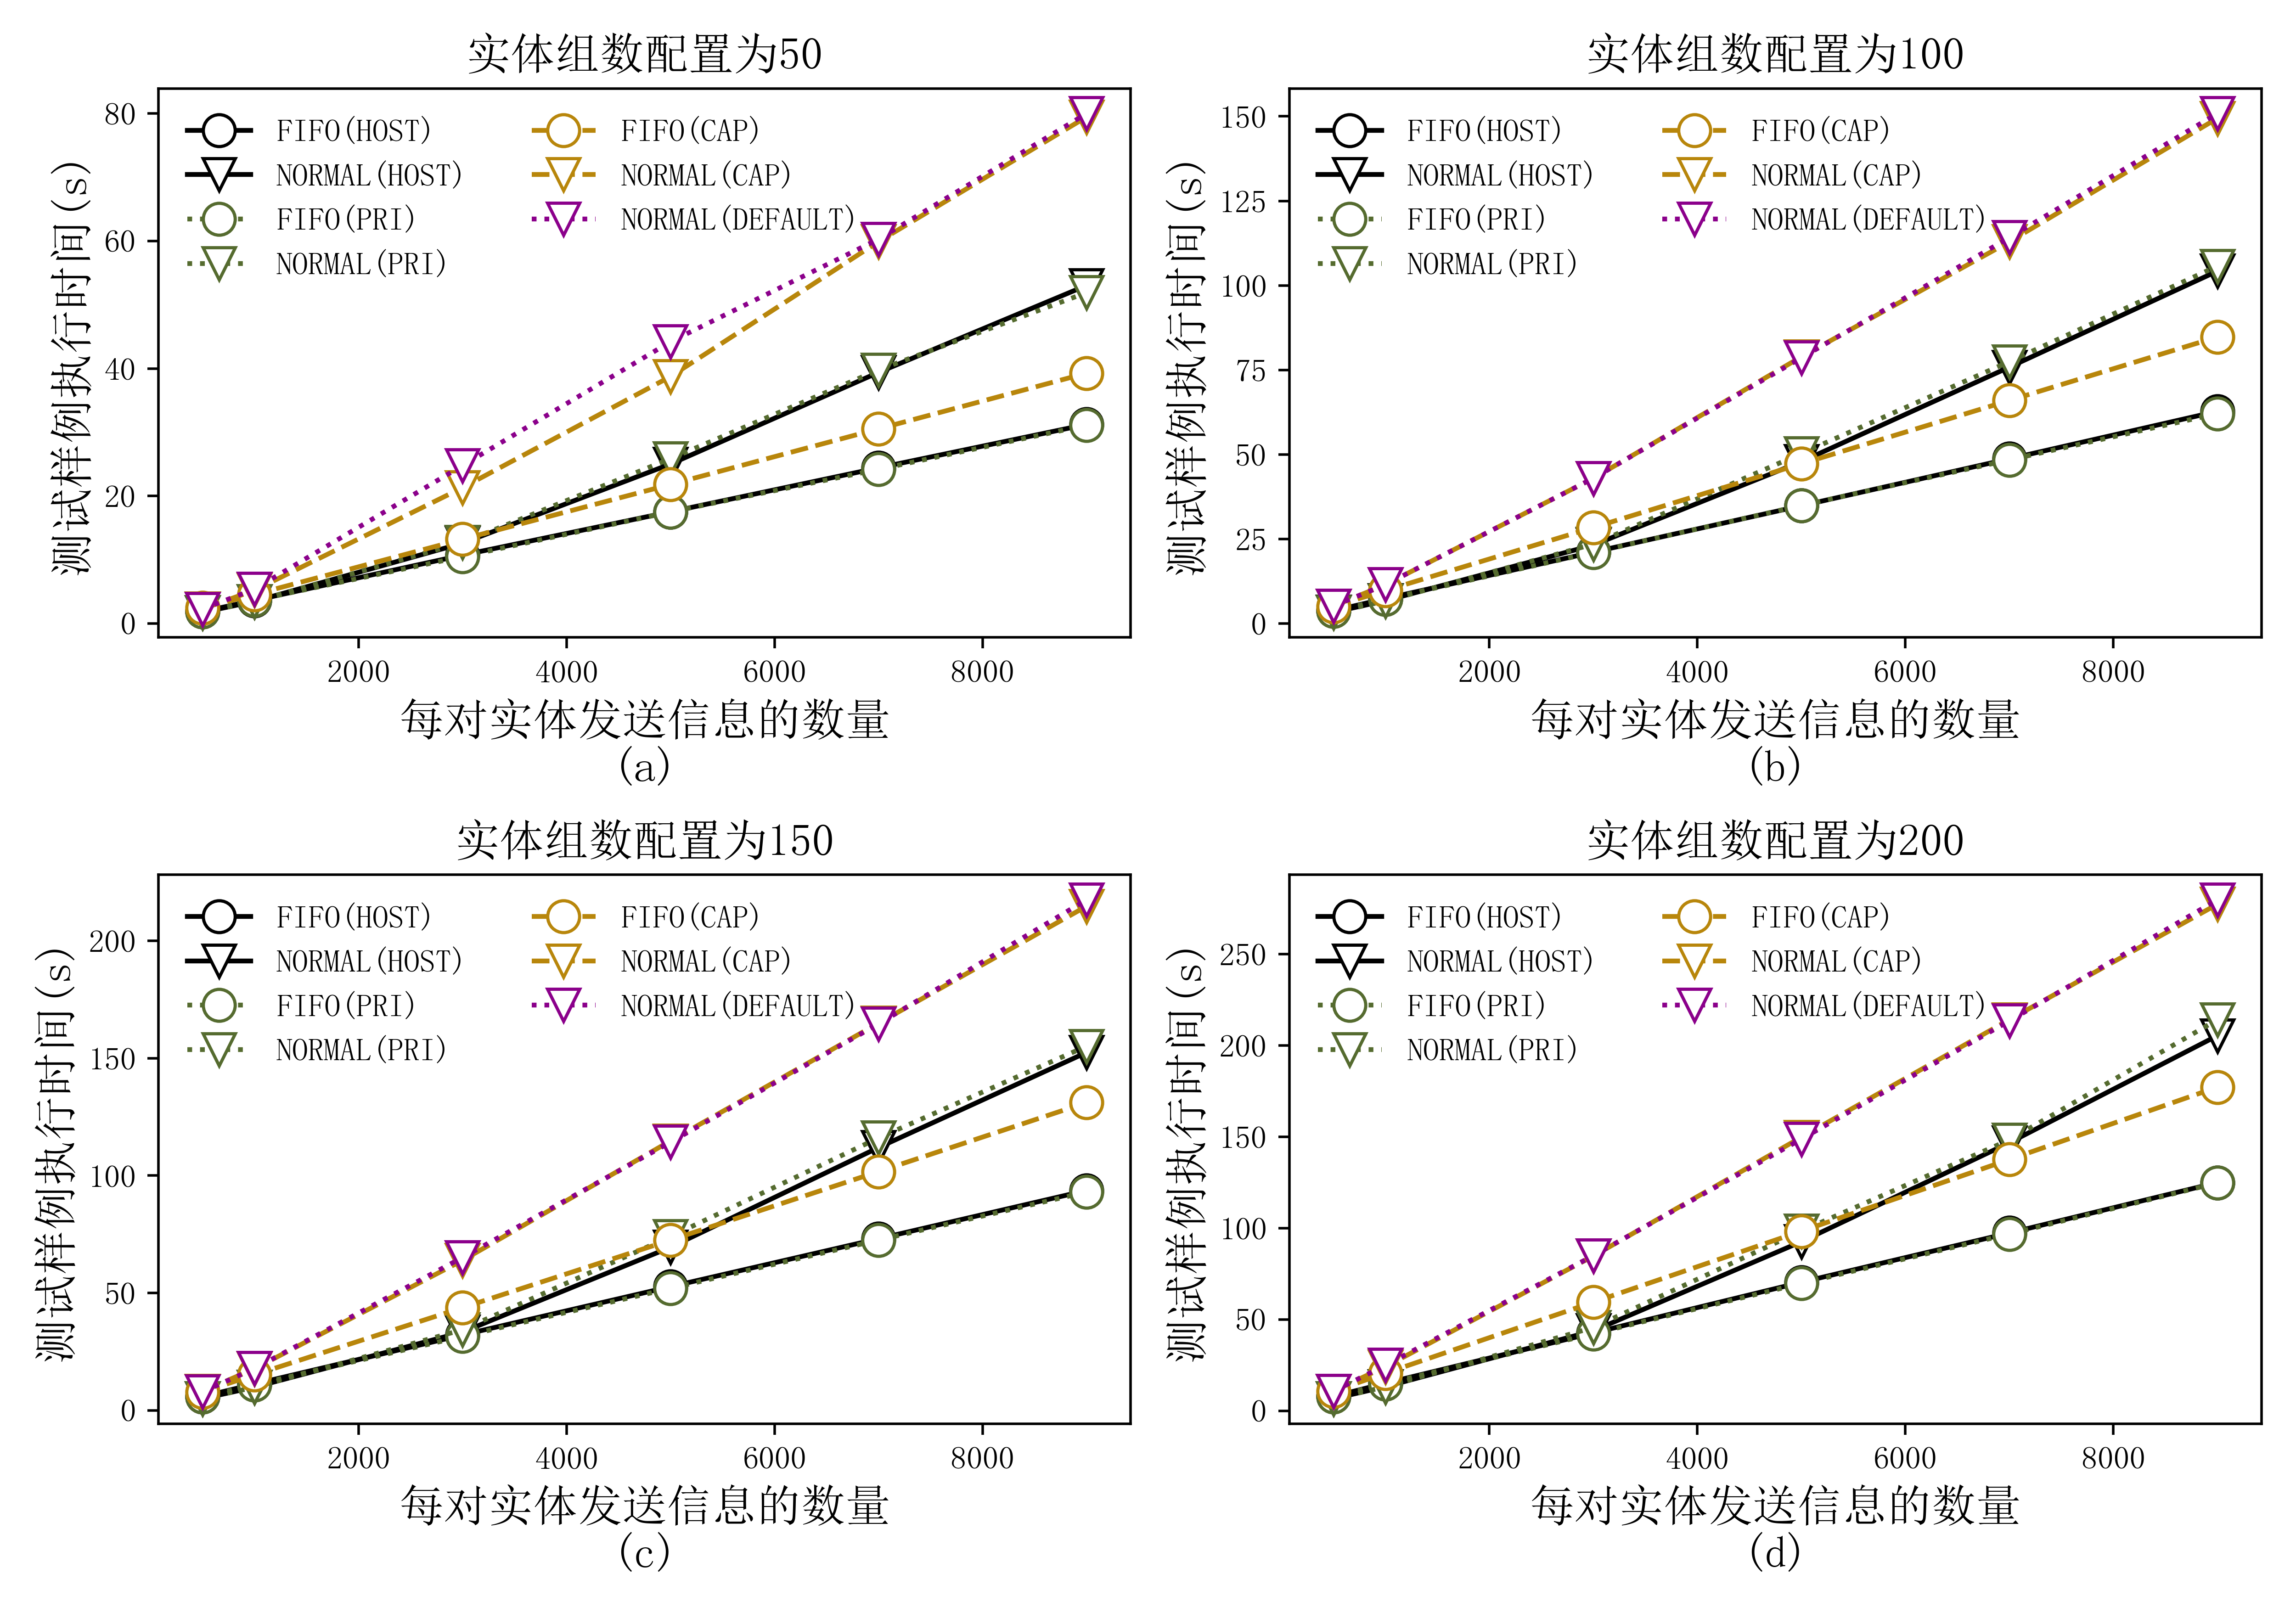 实体组数配置为50
80
60
40
20
0
测试样例执行时间(s)
FIFO(HOST)
NORMAL(HOST)
FIFO(PRI)
NORMAL(PRI)
FIFO(CAP)
NORMAL(CAP)
NORMAL(DEFAULT)
2000 4000 6000 8000
每对实体发送信息的数量
(a)
实体组数配置为100
150
125
100
75
50
25
0
测试样例执行时间(s)
FIFO(HOST)
NORMAL(HOST)
FIFO(PRI)
NORMAL(PRI)
FIFO(CAP)
NORMAL(CAP)
NORMAL(DEFAULT)
2000 4000 6000 8000
每对实体发送信息的数量
(b)
实体组数配置为150
200
150
100
50
0
测试样例执行时间(s)
FIFO(HOST)
NORMAL(HOST)
FIFO(PRI)
NORMAL(PRI)
FIFO(CAP)
NORMAL(CAP)
NORMAL(DEFAULT)
2000 4000 6000 8000
每对实体发送信息的数量
(c)
实体组数配置为200
250
200
150
100
50
0
测试样例执行时间(s)
FIFO(HOST)
NORMAL(HOST)
FIFO(PRI)
NORMAL(PRI)
FIFO(CAP)
NORMAL(CAP)
NORMAL(DEFAULT)
2000 4000 6000 8000
每对实体发送信息的数量
(d)